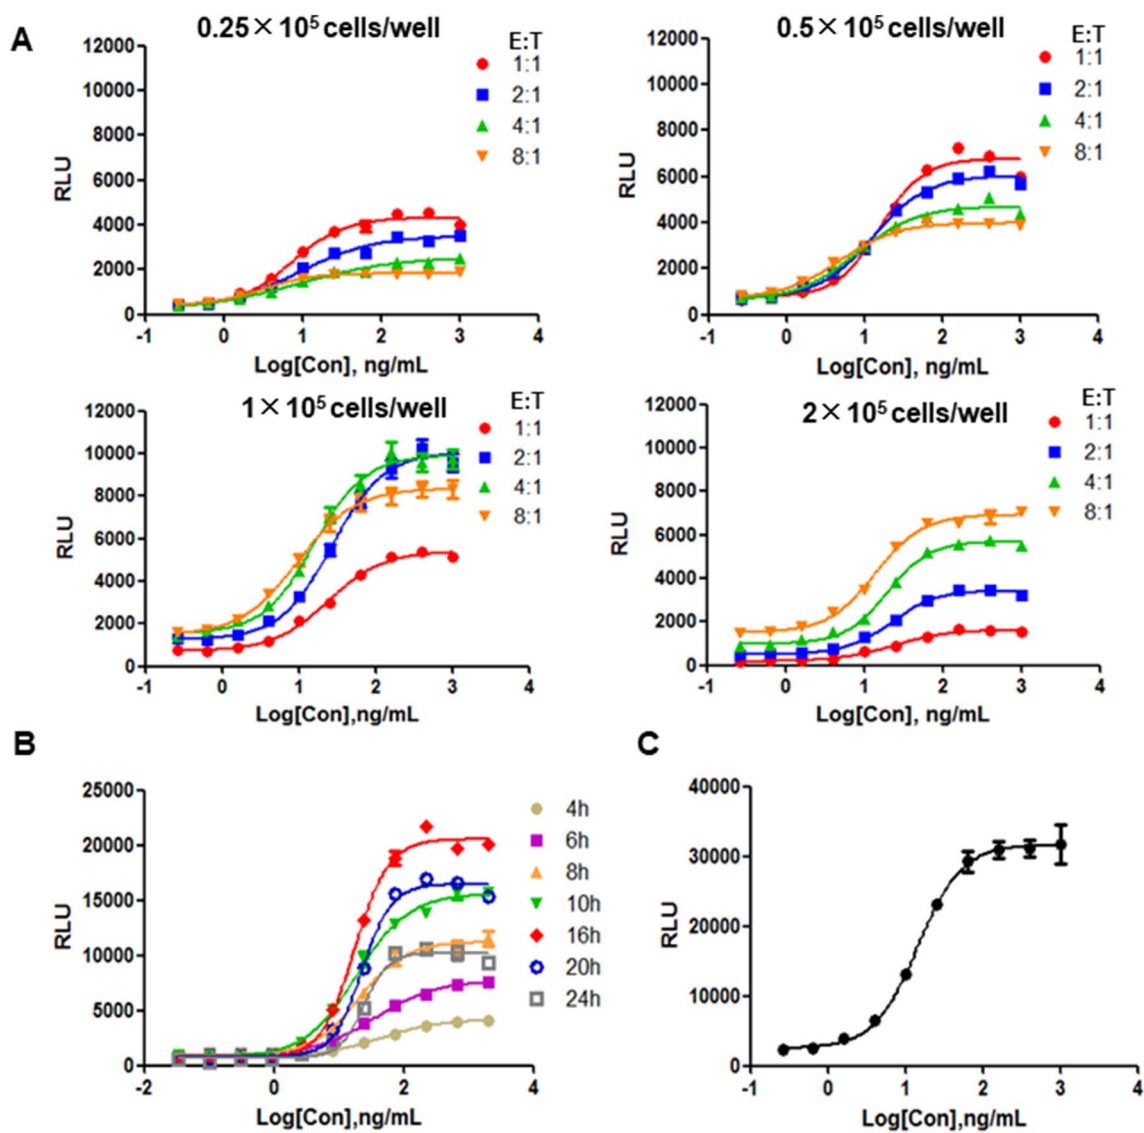 A
0.25×10⁵ cells/well
E:T
1:1
2:1
4:1
8:1
12000
10000
8000
6000
4000
2000
0
RLU
-1 0 1 2 3 4
Log[Con], ng/mL
0.5×10⁵ cells/well
E:T
1:1
2:1
4:1
8:1
12000
10000
8000
6000
4000
2000
0
RLU
-1 0 1 2 3 4
Log[Con], ng/mL
1×10⁵ cells/well
E:T
1:1
2:1
4:1
8:1
12000
10000
8000
6000
4000
2000
0
RLU
-1 0 1 2 3 4
Log[Con],ng/mL
2×10⁵ cells/well
E:T
1:1
2:1
4:1
8:1
12000
10000
8000
6000
4000
2000
0
RLU
-1 0 1 2 3 4
Log[Con], ng/mL
B
25000
20000
15000
10000
5000
0
RLU
4h
6h
8h
10h
16h
20h
24h
-2 0 2 4
Log[Con],ng/mL
C
40000
30000
20000
10000
0
RLU
-1 0 1 2 3 4
Log[Con],ng/mL